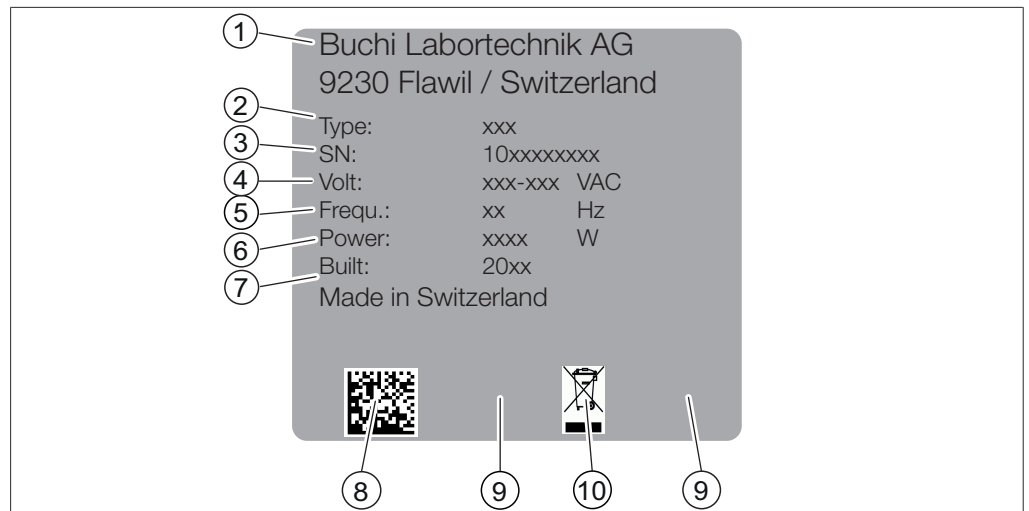 1 Buchi Labortechnik AG
9230 Flawil / Switzerland
2 Type: xxx
3 SN: 10xxxxxxxx
4 Volt: xxx-xxx VAC
5 Frequ.: xx Hz
6 Power: xxxx W
7 Built: 20xx
Made in Switzerland
8 9 10 9